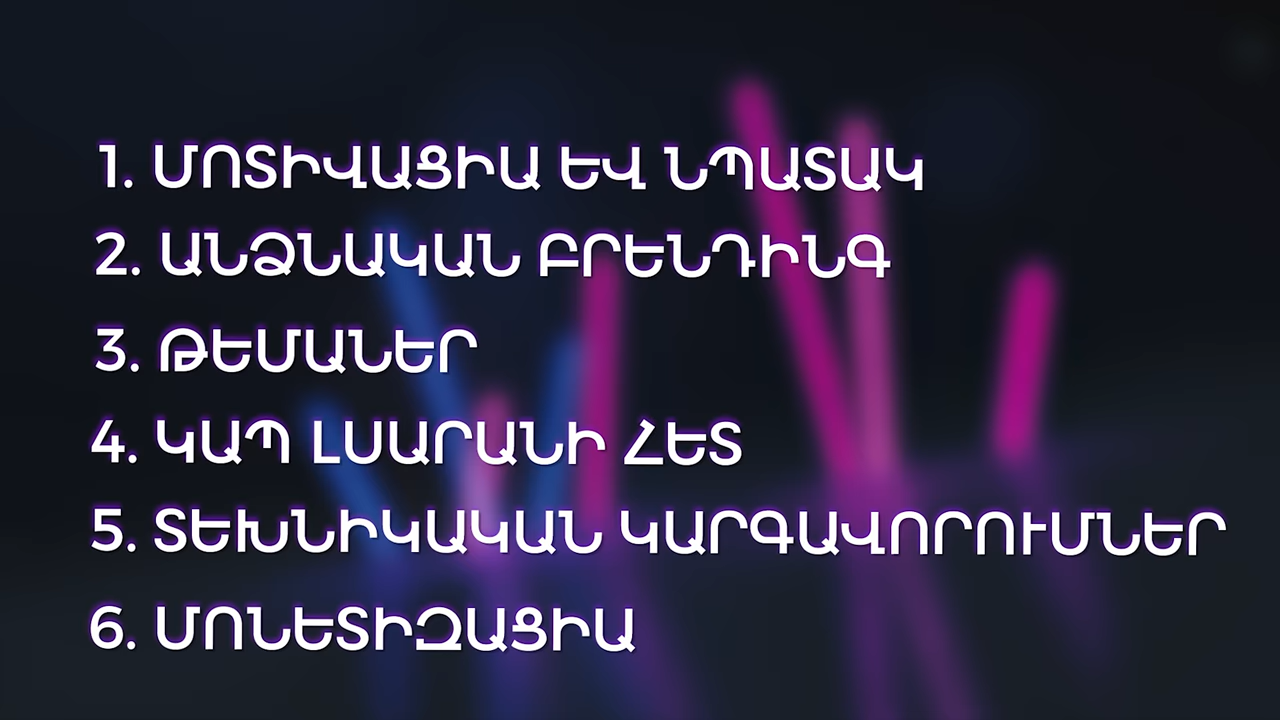 1. ՄՈՏԻՎԱՑԻԱ ԵՎ ՆՊԱՏԱԿ
2. ԱՆՁՆԱԿԱՆ ԲՐԵՆԴԻՆԳ
3. ԹԵՄԱՆԵՐ
4. ԿԱՊ ԼՍԱՐԱՆԻ ՀԵՏ
5. ՏԵԽՆԻԿԱԿԱՆ ԿԱՐԳԱՎՈՐՈՒՄՆԵՐ
6. ՄՈՆԵՏԻԶԱՑԻԱ